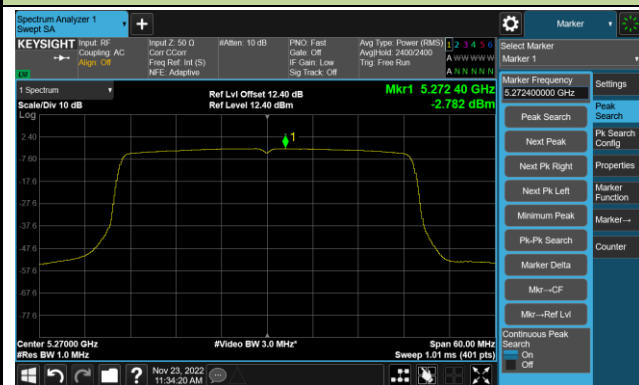 Spectrum Analyzer 1
Swept SA
+
Marker
KEYSIGHT
Input: RF
Coupling: AC
Align: Off
Input Z: 50 Ω
Corr CCorr
Freq Ref: Int (S)
NFE: Adaptive
#Atten: 10 dB
PNO: Fast
Gate: Off
IF Gain: Low
Sig Track: Off
Avg Type: Power (RMS)
Avg|Hold: 2400/2400
Trig: Free Run
1 2 3 4 5 6
A W W W W W
A N N N N N
Select Marker
Marker 1
1 Spectrum
Scale/Div 10 dB
Log
Ref Lvl Offset 12.40 dB
Ref Level 12.40 dBm
Mkr1 5.272 40 GHz
-2.782 dBm
2.40
-7.60
-17.6
-27.6
-37.6
-47.6
-57.6
-67.6
-77.6
1
Center 5.27000 GHz
#Res BW 1.0 MHz
#Video BW 3.0 MHz*
Span 60.00 MHz
Sweep 1.01 ms (401 pts)
Marker Frequency
5.272400000 GHz
Peak Search
Next Peak
Next Pk Right
Next Pk Left
Minimum Peak
Pk-Pk Search
Marker Delta
Mkr→CF
Mkr→Ref Lvl
Continuous Peak
Search
On
Off
Settings
Peak
Search
Pk Search
Config
Properties
Marker
Function
Marker→
Counter
?
Nov 23, 2022
11:34:20 AM